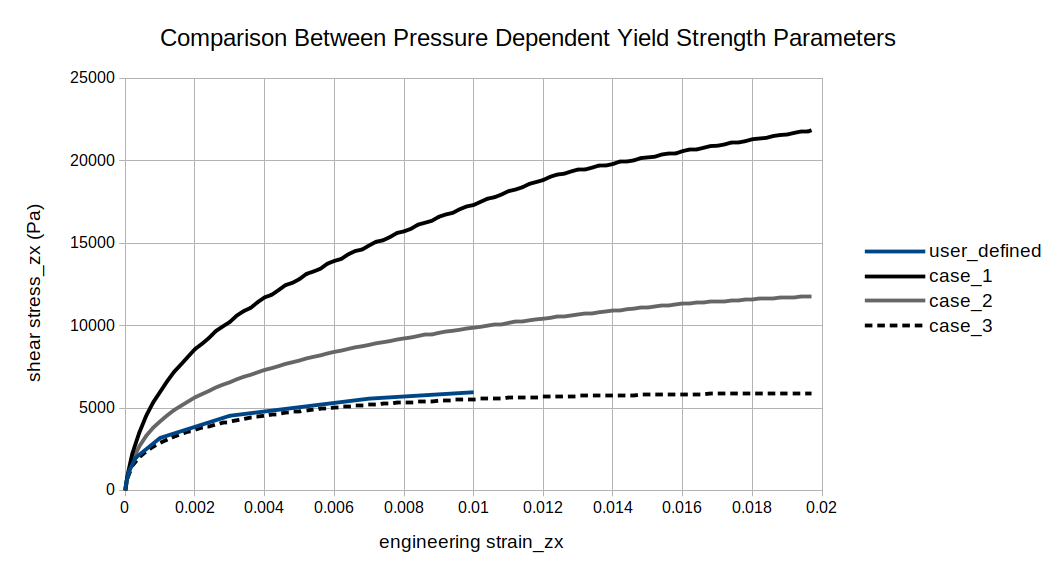 Comparison Between Pressure Dependent Yield Strength Parameters
25000
20000
15000
10000
5000
0
shear stress_zx (Pa)
0 0.002 0.004 0.006 0.008 0.01 0.012 0.014 0.016 0.018 0.02
engineering strain_zx
user_defined
case_1
case_2
case_3